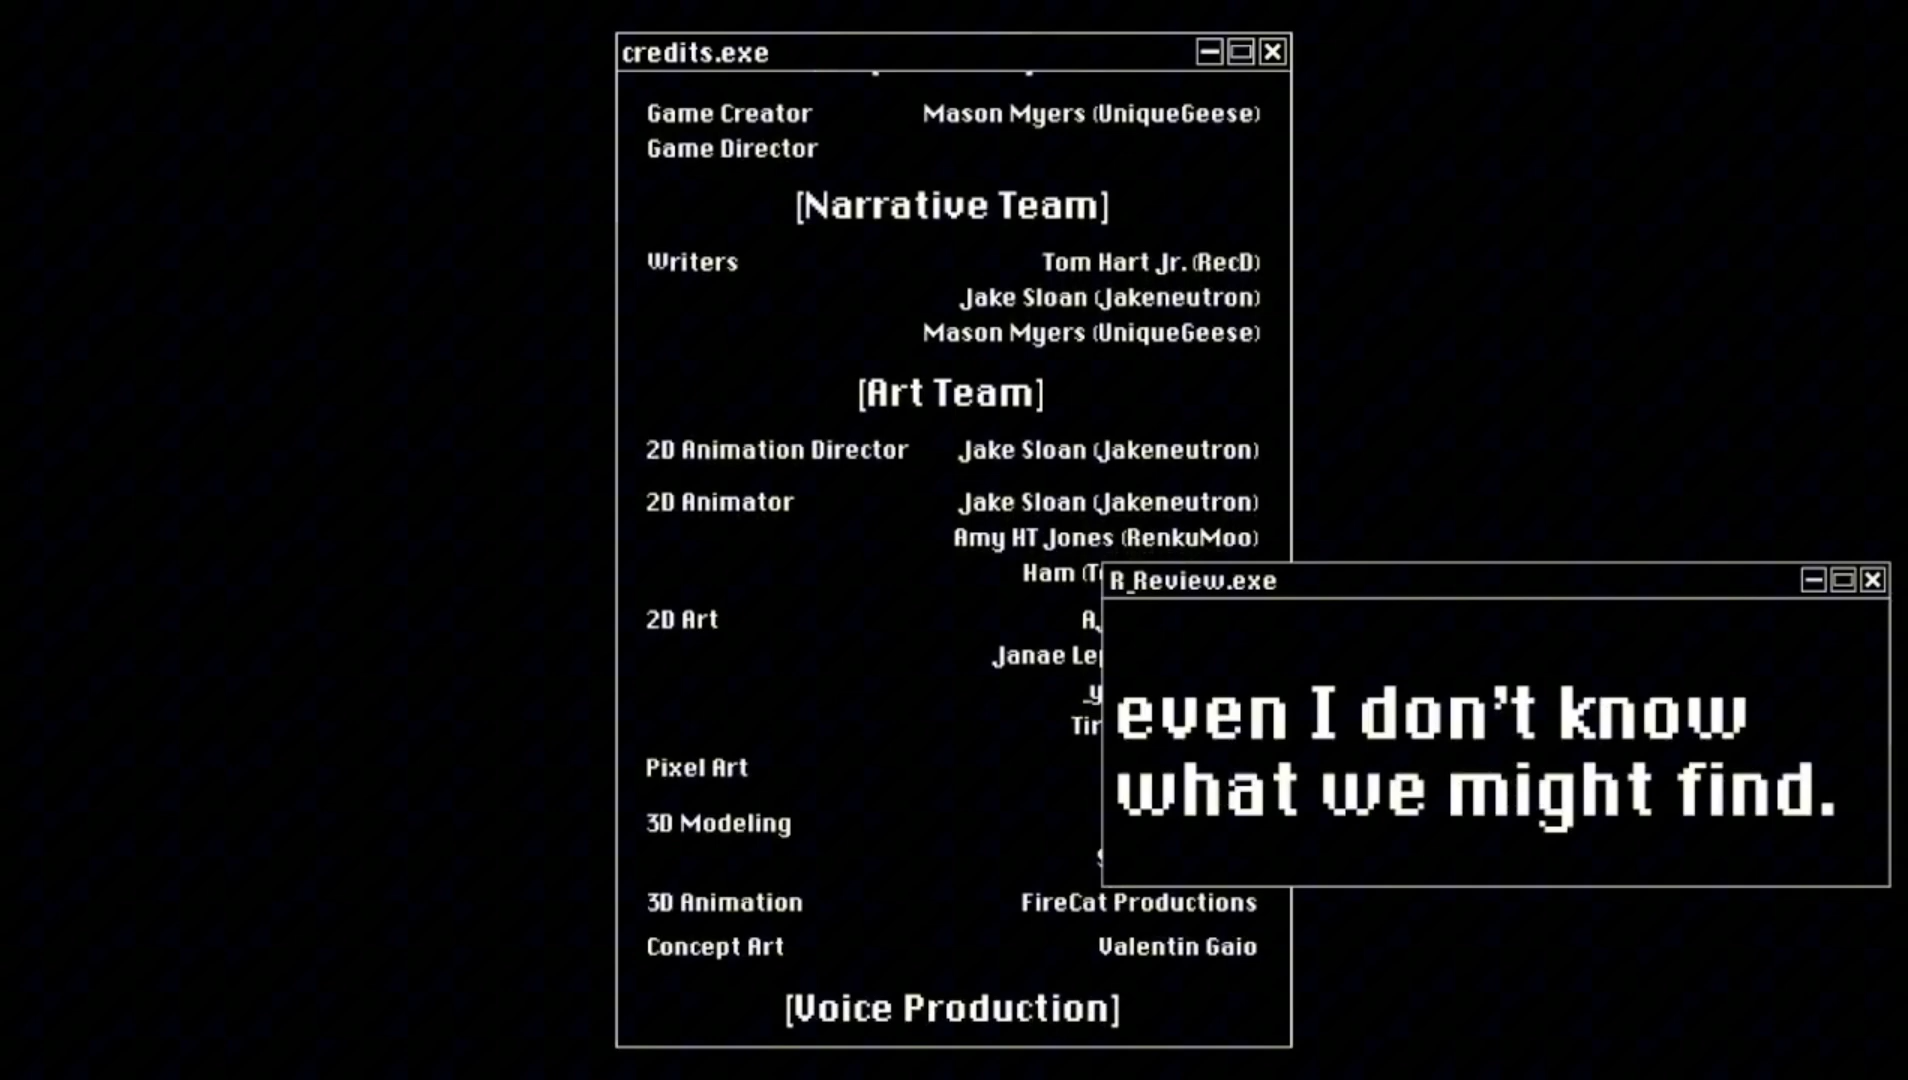 credits.exe
Game Creator Mason Myers (UniqueGeese)
Game Director
[Narrative Team]
Writers Tom Hart Jr. (RecD)
Jake Sloan (Jakeneutron)
Mason Myers (UniqueGeese)
[Art Team]
2D Animation Director Jake Sloan (Jakeneutron)
2D Animator Jake Sloan (Jakeneutron)
Amy HT Jones (RenkuMoo)
Ham
2D Art
Janae
Pixel Art
3D Modeling
3D Animation FireCat Productions
Concept Art Valentin Gaio
[Voice Production]
R_Review.exe
even I don't know
what we might find.